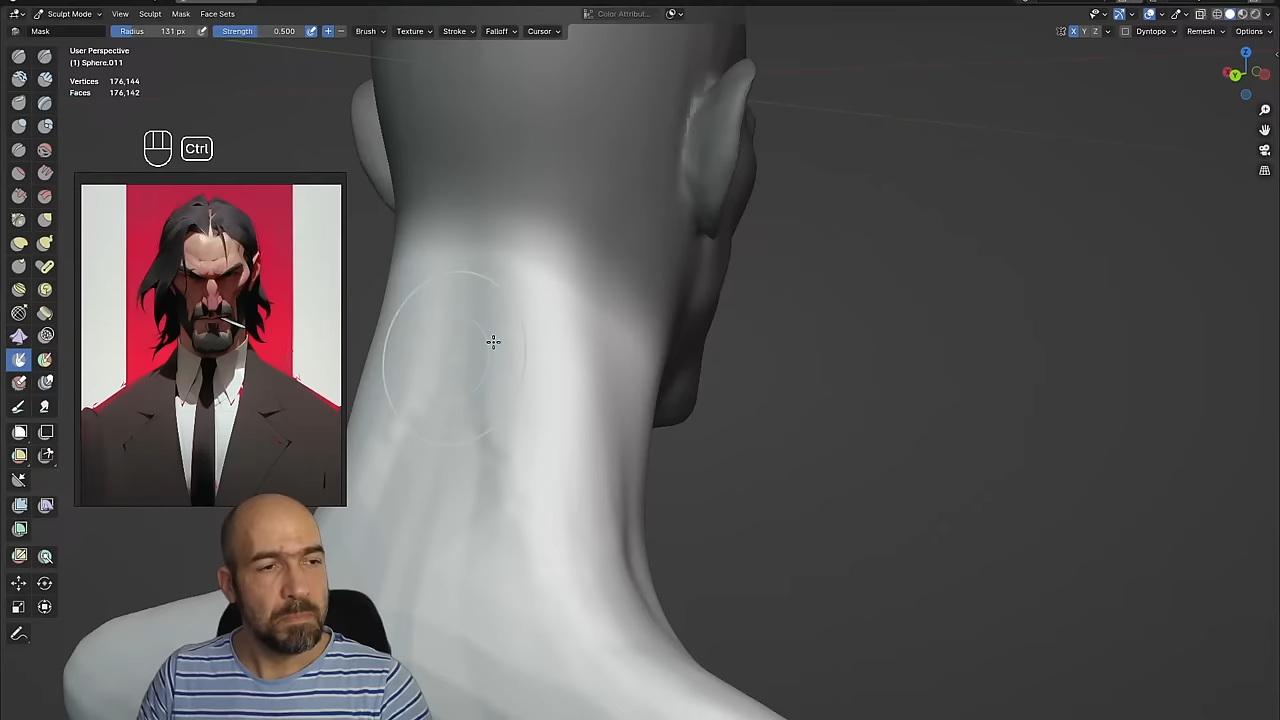 Sculpt Mode View Sculpt Mask Face Sets Color Attribut...
Mask Radius 131 px Strength 0.500 Brush Texture Stroke Falloff Cursor X Y Z Dyntopo Remesh Options
User Perspective
(1) Sphere.011
Vertices 176,144
Faces 176,142
Ctrl
Z
Y